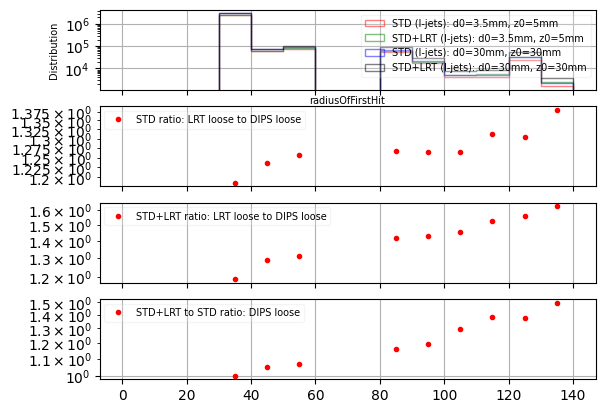 Distribution
10⁶
10⁵
10⁴
STD (l-jets): d0=3.5mm, z0=5mm
STD+LRT (l-jets): d0=3.5mm, z0=5mm
STD (l-jets): d0=30mm, z0=30mm
STD+LRT (l-jets): d0=30mm, z0=30mm
radiusOfFirstHit
1.375 × 10⁰
1.35 × 10⁰
1.325 × 10⁰
1.3 × 10⁰
1.275 × 10⁰
1.25 × 10⁰
1.225 × 10⁰
1.2 × 10⁰
STD ratio: LRT loose to DIPS loose
1.6 × 10⁰
1.5 × 10⁰
1.4 × 10⁰
1.3 × 10⁰
1.2 × 10⁰
STD+LRT ratio: LRT loose to DIPS loose
1.5 × 10⁰
1.4 × 10⁰
1.3 × 10⁰
1.2 × 10⁰
1.1 × 10⁰
10⁰
STD+LRT to STD ratio: DIPS loose
0 20 40 60 80 100 120 140